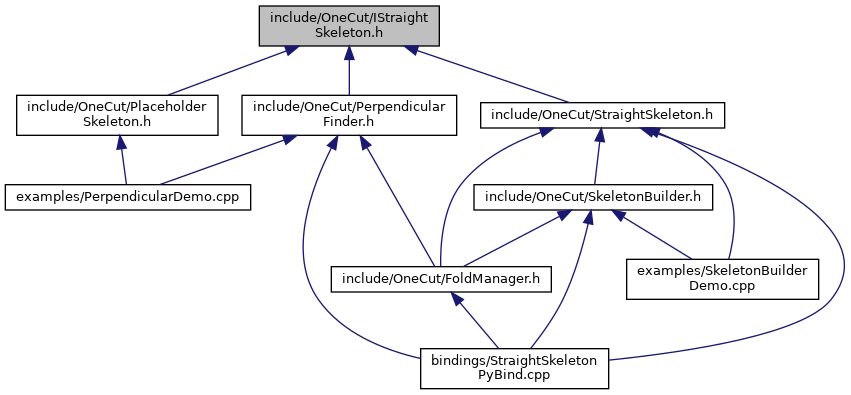 include/OneCut/IStraight
Skeleton.h
include/OneCut/Placeholder
Skeleton.h
include/OneCut/Perpendicular
Finder.h
include/OneCut/StraightSkeleton.h
examples/PerpendicularDemo.cpp
include/OneCut/SkeletonBuilder.h
include/OneCut/FoldManager.h
examples/SkeletonBuilder
Demo.cpp
bindings/StraightSkeleton
PyBind.cpp